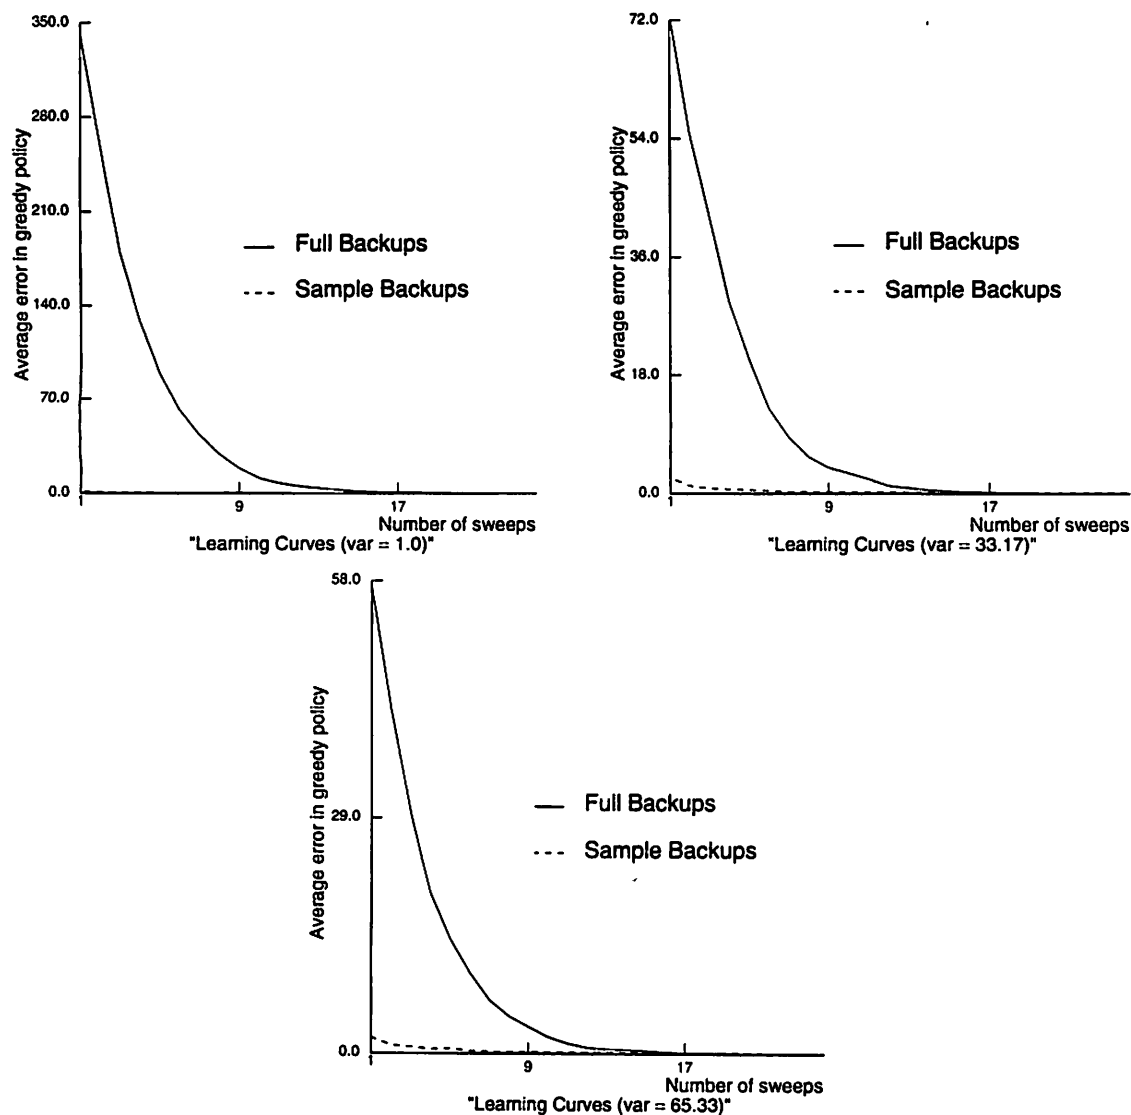 350.0
280.0
210.0
140.0
70.0
0.0
Average error in greedy policy
Full Backups
Sample Backups
1
9
17
Number of sweeps
"Learning Curves (var = 1.0)"
72.0
54.0
36.0
18.0
0.0
Average error in greedy policy
Full Backups
Sample Backups
1
9
17
Number of sweeps
"Learning Curves (var = 33.17)"
58.0
29.0
0.0
Average error in greedy policy
Full Backups
Sample Backups
1
9
17
Number of sweeps
"Learning Curves (var = 65.33)"